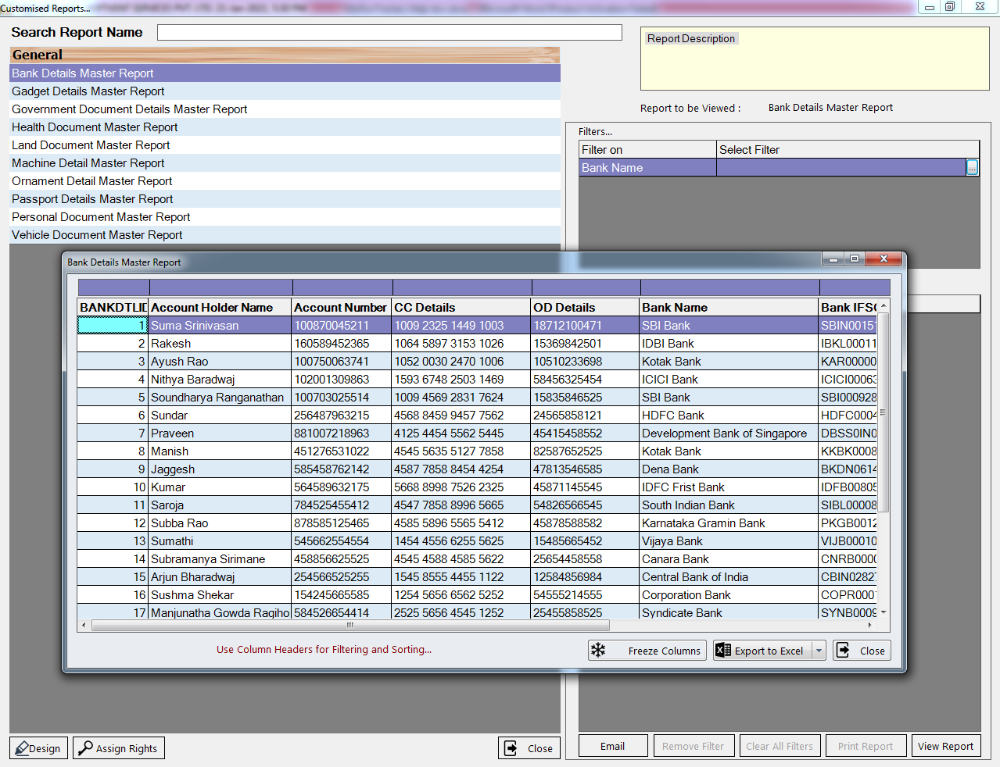 Customised Reports...
Search Report Name
General
Bank Details Master Report
Gadget Details Master Report
Government Document Details Master Report
Health Document Master Report
Land Document Master Report
Machine Detail Master Report
Ornament Detail Master Report
Passport Details Master Report
Personal Document Master Report
Vehicle Document Master Report
Report Description
Report to be Viewed : Bank Details Master Report
Filters...
Filter on Select Filter
Bank Name ...
Bank Details Master Report
BANKDTLID Account Holder Name Account Number CC Details OD Details Bank Name Bank IFSC
1 Suma Srinivasan 100870045211 1009 2325 1449 1003 18712100471 SBI Bank SBIN00151
2 Rakesh 160589452365 1064 5897 3153 1026 15369842501 IDBI Bank IBKL00011
3 Ayush Rao 100750063741 1052 0030 2470 1006 10510233698 Kotak Bank KAR00000
4 Nithya Baradwaj 102001309863 1593 6748 2503 1469 58456325454 ICICI Bank ICICI00063
5 Soundharya Ranganathan 100703025514 1009 4569 2831 7624 15835846525 SBI Bank SBI000928
6 Sundar 256487963215 4568 8459 9457 7562 24565858121 HDFC Bank HDFC0004
7 Praveen 881007218963 4125 4454 5562 5445 45415458552 Development Bank of Singapore DBSS0IN0
8 Manish 451276531022 4545 5635 5127 7858 82587652525 Kotak Bank KKBK0008
9 Jaggesh 585458762142 4587 7858 8454 4254 47813546585 Dena Bank BKDN0614
10 Kumar 564589632175 5668 8998 7526 2325 45871145545 IDFC Frist Bank IDFB00805
11 Saroja 784525455412 4547 7858 8996 5665 54826566545 South Indian Bank SIBL00008
12 Subba Rao 878585125465 4585 5896 5565 5412 45878588582 Karnataka Gramin Bank PKGB0012
13 Sumathi 545662554554 1454 4556 6255 5625 15485665452 Vijaya Bank VIJB00010
14 Subramanya Sirimane 458856625525 4545 4588 4585 5622 25654458558 Canara Bank CNRB0000
15 Arjun Bharadwaj 254566525255 1545 8555 4455 1122 12584856984 Central Bank of India CBIN0282
16 Sushma Shekar 154245665585 1254 5656 6562 5252 54555214555 Corporation Bank COPR000
17 Manjunatha Gowda Ragiho 584526654414 2525 5656 4545 1252 25455858525 Syndicate Bank SYNB0009
Use Column Headers for Filtering and Sorting...
Freeze Columns Export to Excel Close
Design Assign Rights Close
Email Remove Filter Clear All Filters Print Report View Report